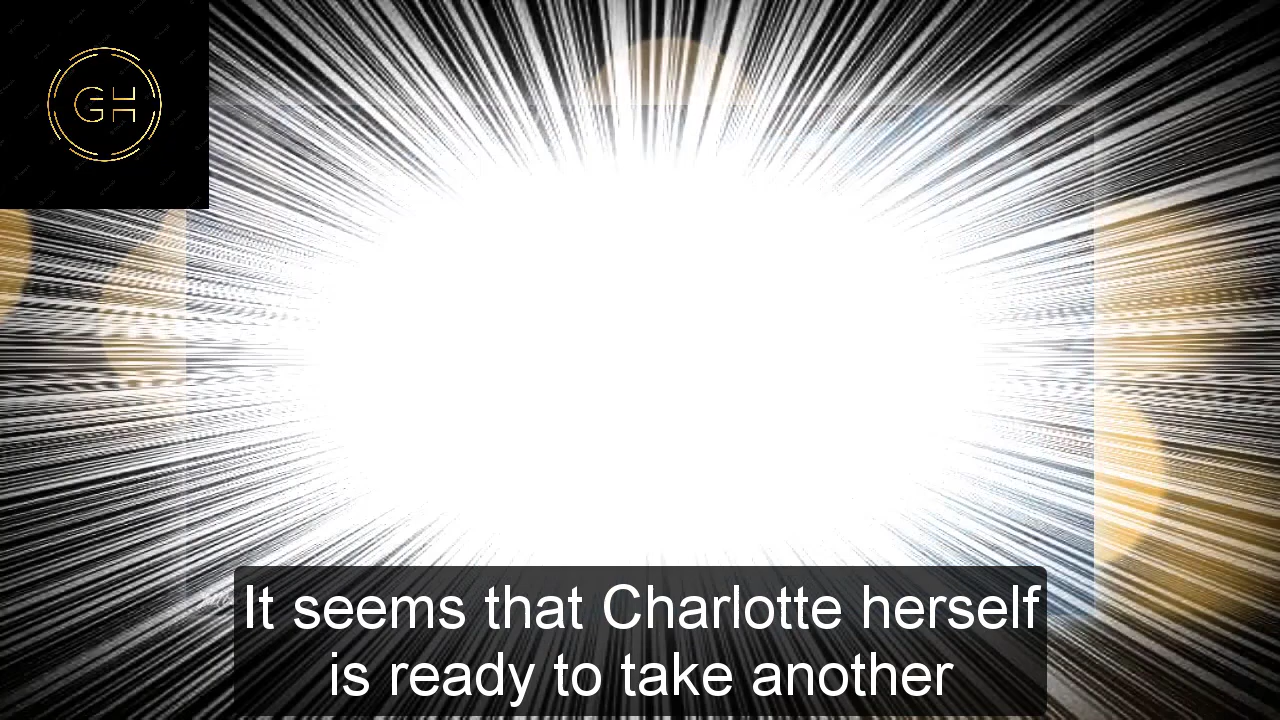 GH
It seems that Charlotte herself
is ready to take another